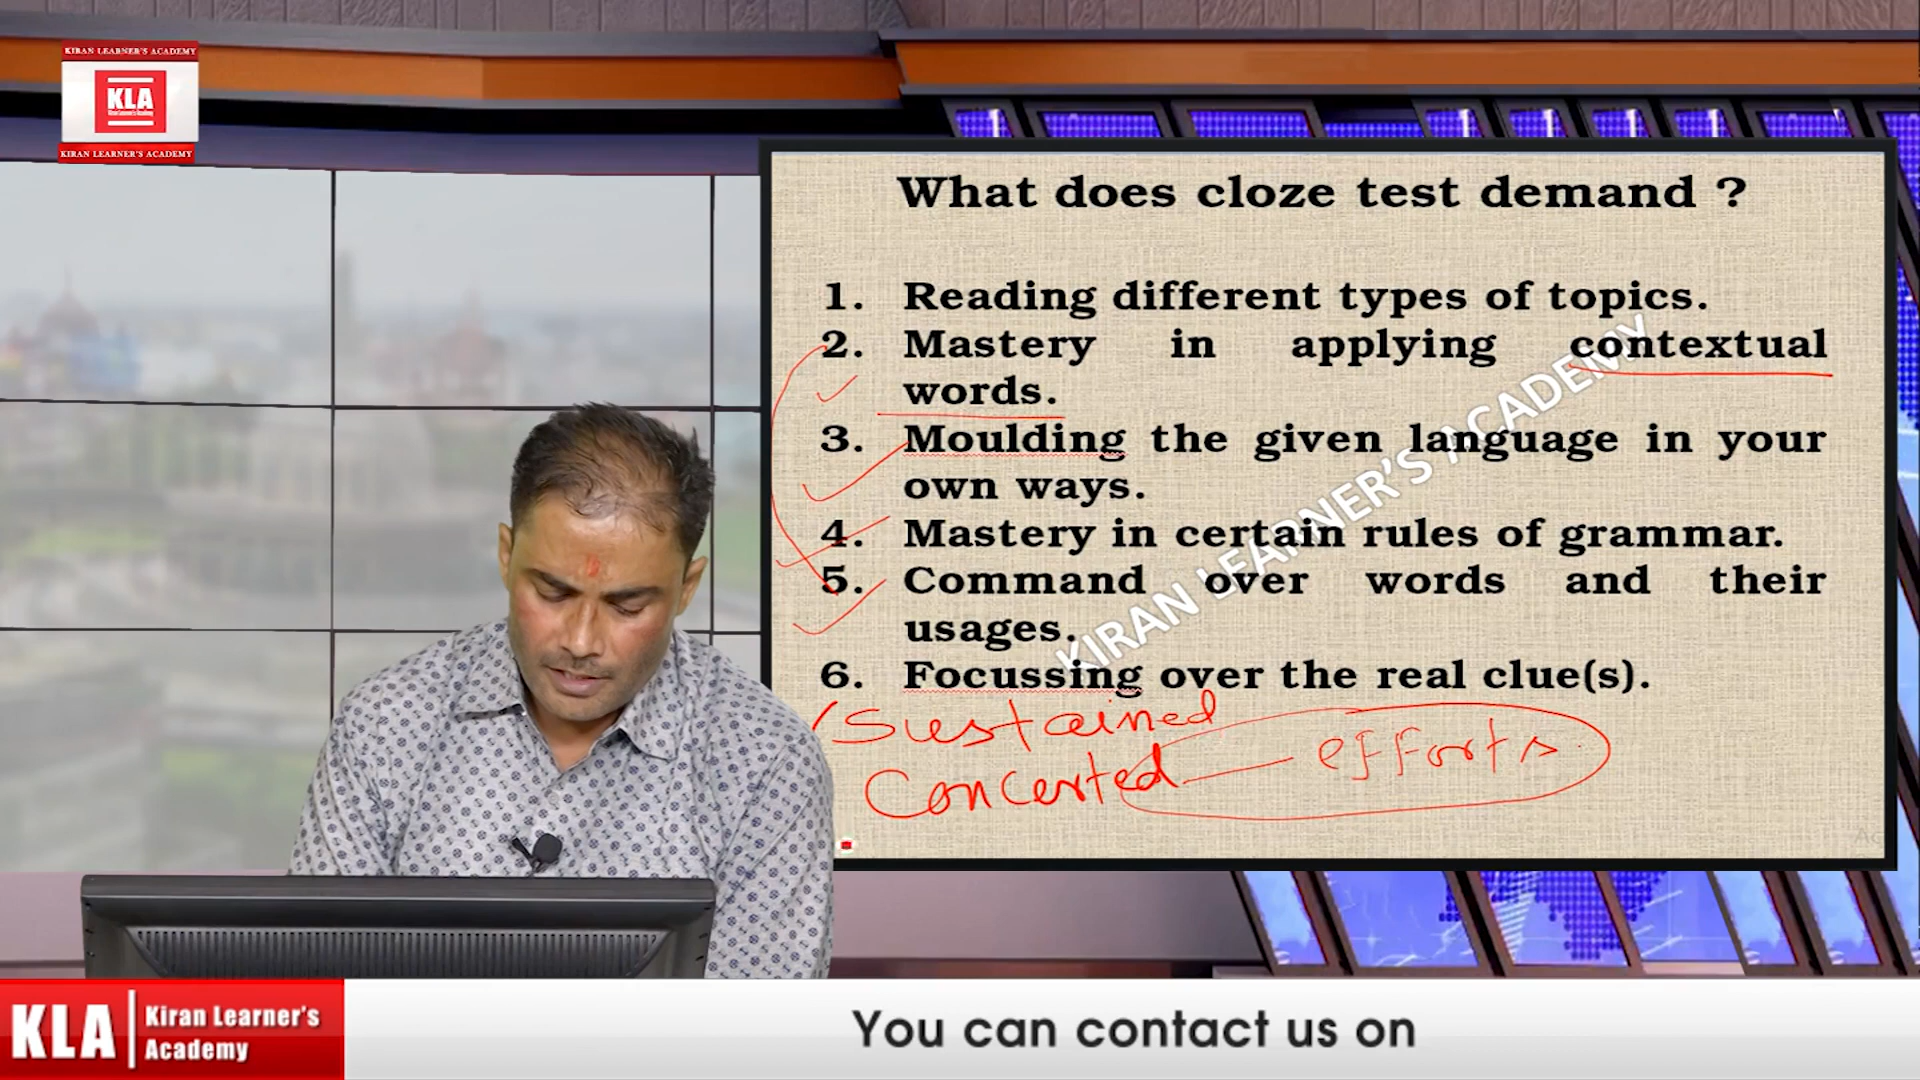 KIRAN LEARNER'S ACADEMY
KLA
Kiran Learner's Academy
KIRAN LEARNER'S ACADEMY
What does cloze test demand ?
1. Reading different types of topics.
2. Mastery in applying contextual
words.
3. Moulding the given language in your
own ways.
4. Mastery in certain rules of grammar.
5. Command over words and their
usages.
6. Focussing over the real clue(s).
KIRAN LEARNER'S ACADEMY
Sustained
Concerted efforts
KLA
Kiran Learner's
Academy
You can contact us on